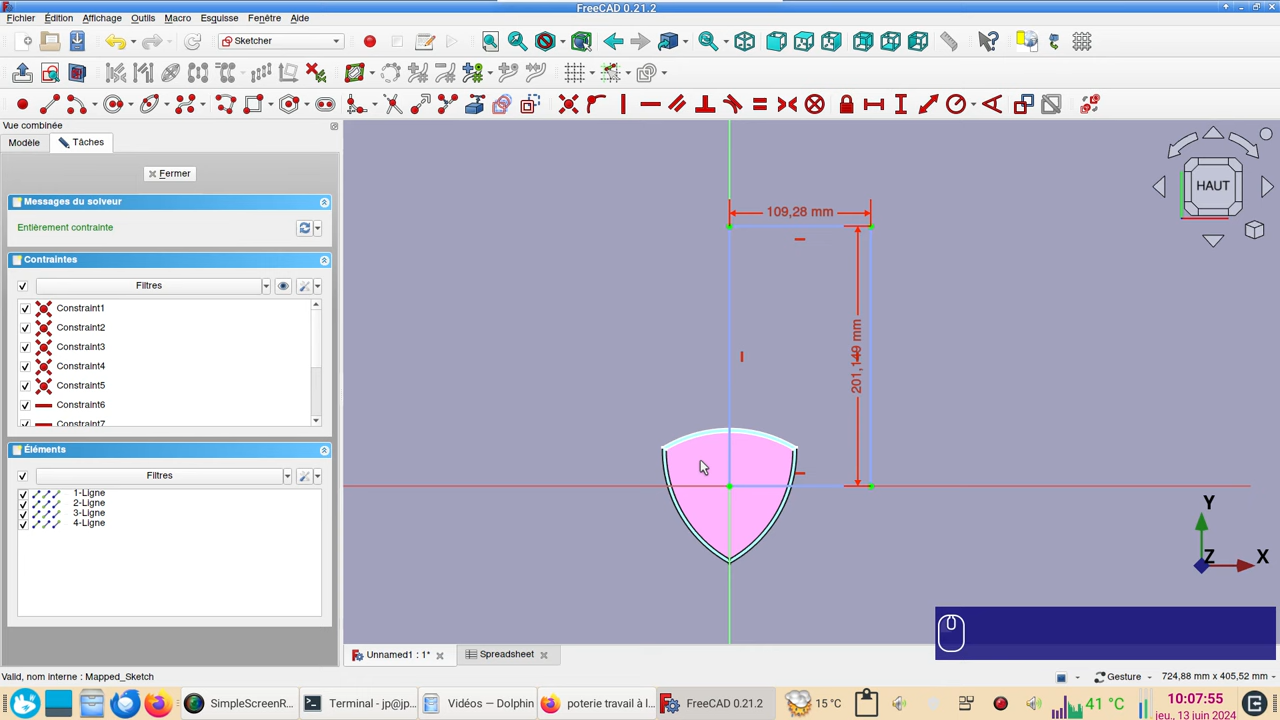 FreeCAD 0.21.2
Fichier Édition Affichage Outils Macro Esquisse Fenêtre Aide
Sketcher
Vue combinée
Modèle Tâches
Fermer
Messages du solveur
Entièrement contrainte
Contraintes
Filtres
Constraint1
Constraint2
Constraint3
Constraint4
Constraint5
Constraint6
Constraint7
Éléments
Filtres
1-Ligne
2-Ligne
3-Ligne
4-Ligne
109,28 mm
201,149 mm
HAUT
Y
Z
X
Unnamed1 : 1*
Spreadsheet
Valid, nom interne : Mapped_Sketch
Gesture
724,88 mm x 405,52 mm
SimpleScreenR...
Terminal - jp@jp...
Vidéos — Dolphin
poterie travail à l...
FreeCAD 0.21....
15 °C
41 °C
10:07:55
jeu., 13 juin 2024